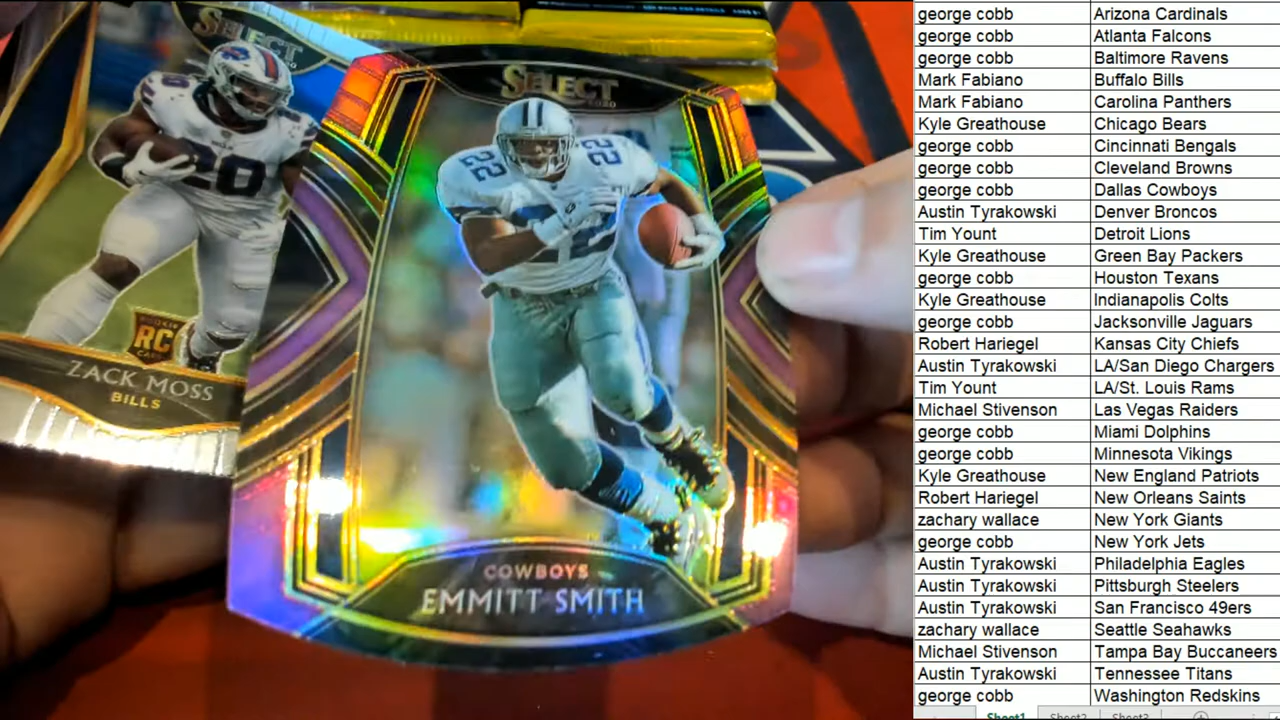 SELECT
2020
20
ROOKIE
RC
CARD
ZACK MOSS
BILLS
SELECT
2020
22
22
22
COWBOYS
EMMITT SMITH
george cobb Arizona Cardinals
george cobb Atlanta Falcons
george cobb Baltimore Ravens
Mark Fabiano Buffalo Bills
Mark Fabiano Carolina Panthers
Kyle Greathouse Chicago Bears
george cobb Cincinnati Bengals
george cobb Cleveland Browns
george cobb Dallas Cowboys
Austin Tyrakowski Denver Broncos
Tim Yount Detroit Lions
Kyle Greathouse Green Bay Packers
george cobb Houston Texans
Kyle Greathouse Indianapolis Colts
george cobb Jacksonville Jaguars
Robert Hariegel Kansas City Chiefs
Austin Tyrakowski LA/San Diego Chargers
Tim Yount LA/St. Louis Rams
Michael Stivenson Las Vegas Raiders
george cobb Miami Dolphins
george cobb Minnesota Vikings
Kyle Greathouse New England Patriots
Robert Hariegel New Orleans Saints
zachary wallace New York Giants
george cobb New York Jets
Austin Tyrakowski Philadelphia Eagles
Austin Tyrakowski Pittsburgh Steelers
Austin Tyrakowski San Francisco 49ers
zachary wallace Seattle Seahawks
Michael Stivenson Tampa Bay Buccaneers
Austin Tyrakowski Tennessee Titans
george cobb Washington Redskins
Sheet1 Sheet2 Sheet3